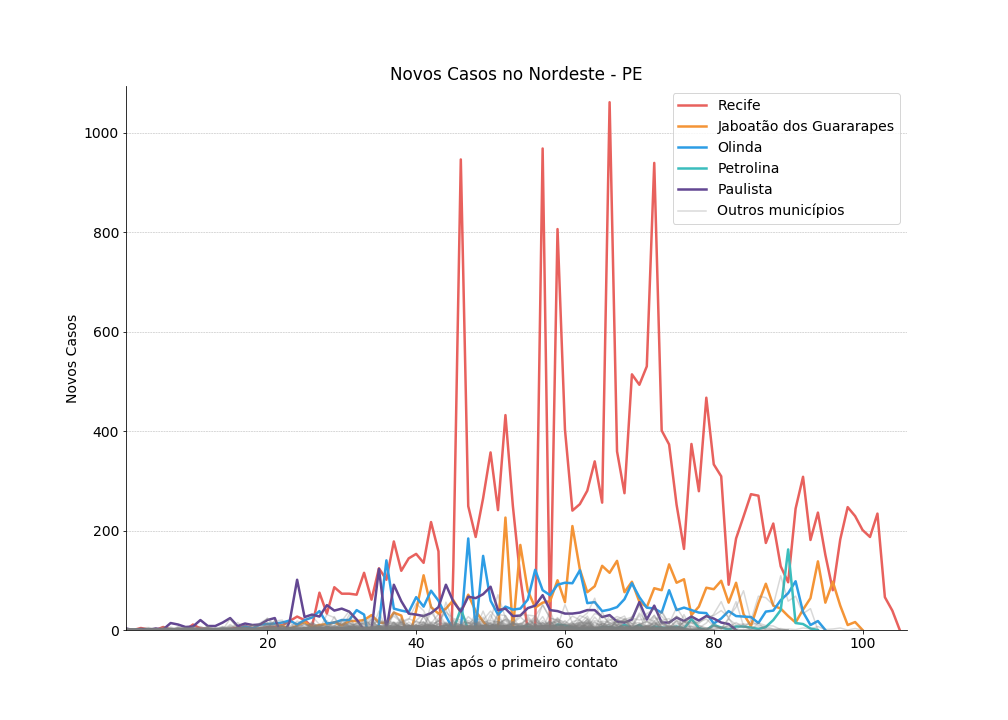 Novos Casos no Nordeste - PE
Recife
Jaboatão dos Guararapes
Olinda
Petrolina
Paulista
Outros municípios
Novos Casos
1000
800
600
400
200
0
20
40
60
80
100
Dias após o primeiro contato